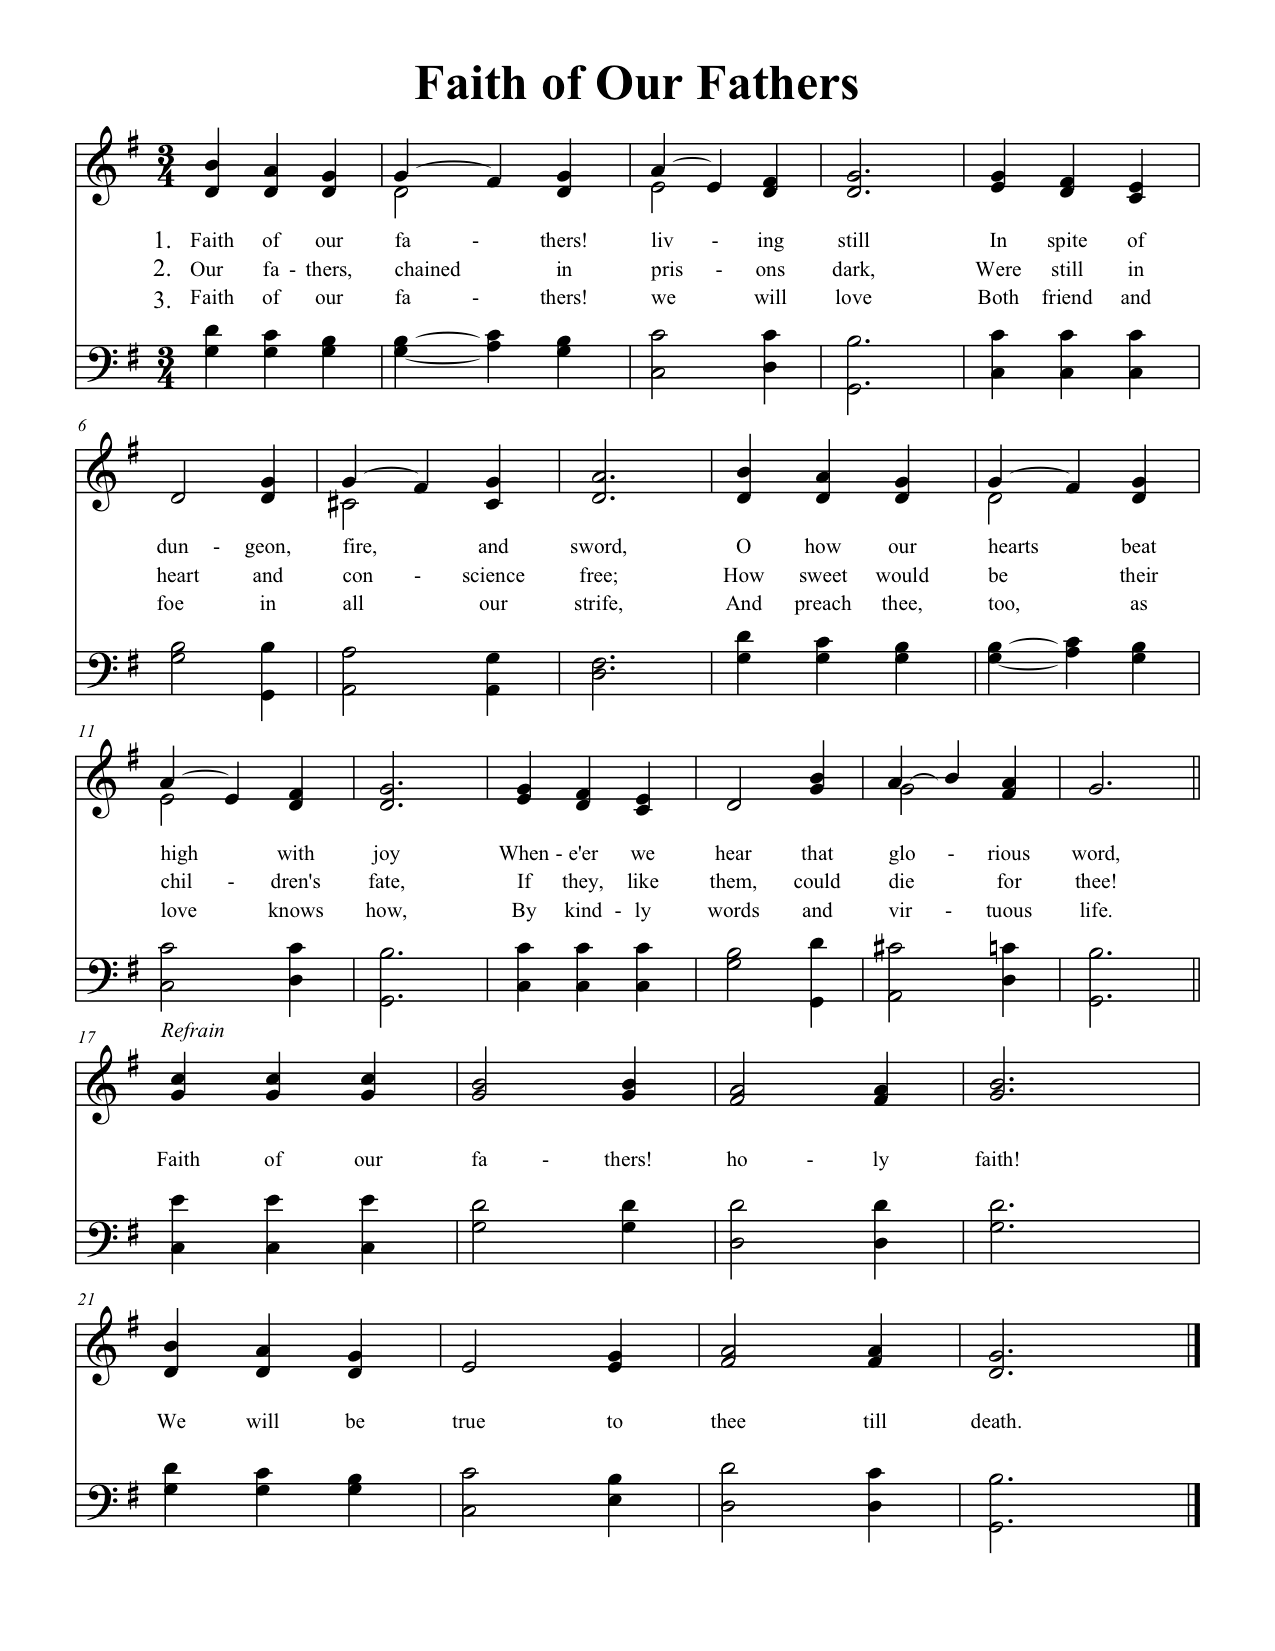 Faith of Our Fathers
3
4
1. Faith of our fa - thers! liv - ing still In spite of
2. Our fa - thers, chained in pris - ons dark, Were still in
3. Faith of our fa - thers! we will love Both friend and
3
4
6
dun - geon, fire, and sword, O how our hearts beat
heart and con - science free; How sweet would be their
foe in all our strife, And preach thee, too, as
11
high with joy When - e'er we hear that glo - rious word,
chil - dren's fate, If they, like them, could die for thee!
love knows how, By kind - ly words and vir - tuous life.
17 Refrain
Faith of our fa - thers! ho - ly faith!
21
We will be true to thee till death.